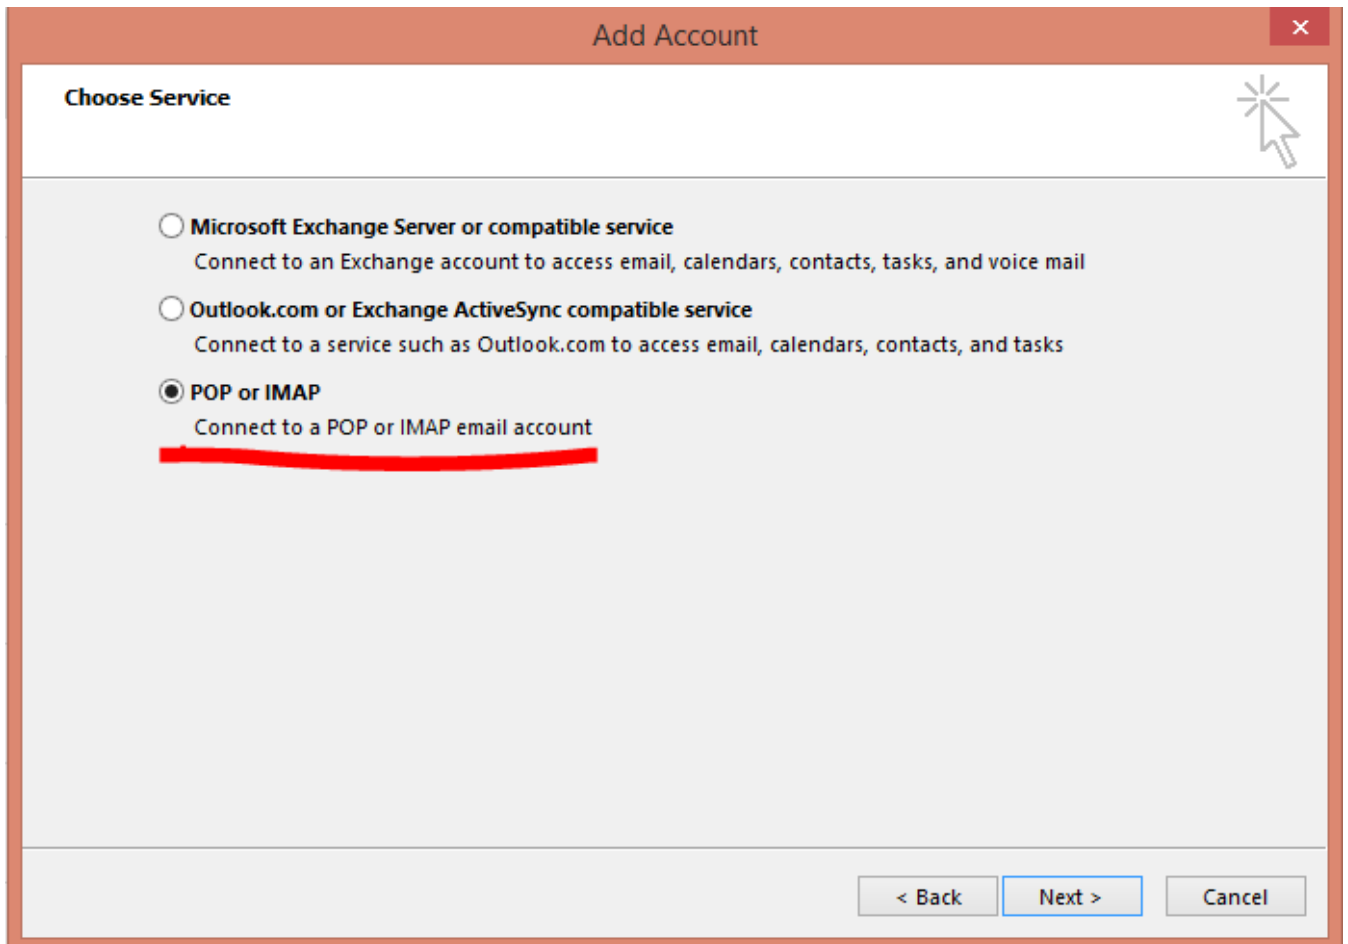 Add Account
Choose Service
Microsoft Exchange Server or compatible service
Connect to an Exchange account to access email, calendars, contacts, tasks, and voice mail
Outlook.com or Exchange ActiveSync compatible service
Connect to a service such as Outlook.com to access email, calendars, contacts, and tasks
POP or IMAP
Connect to a POP or IMAP email account
< Back Next > Cancel